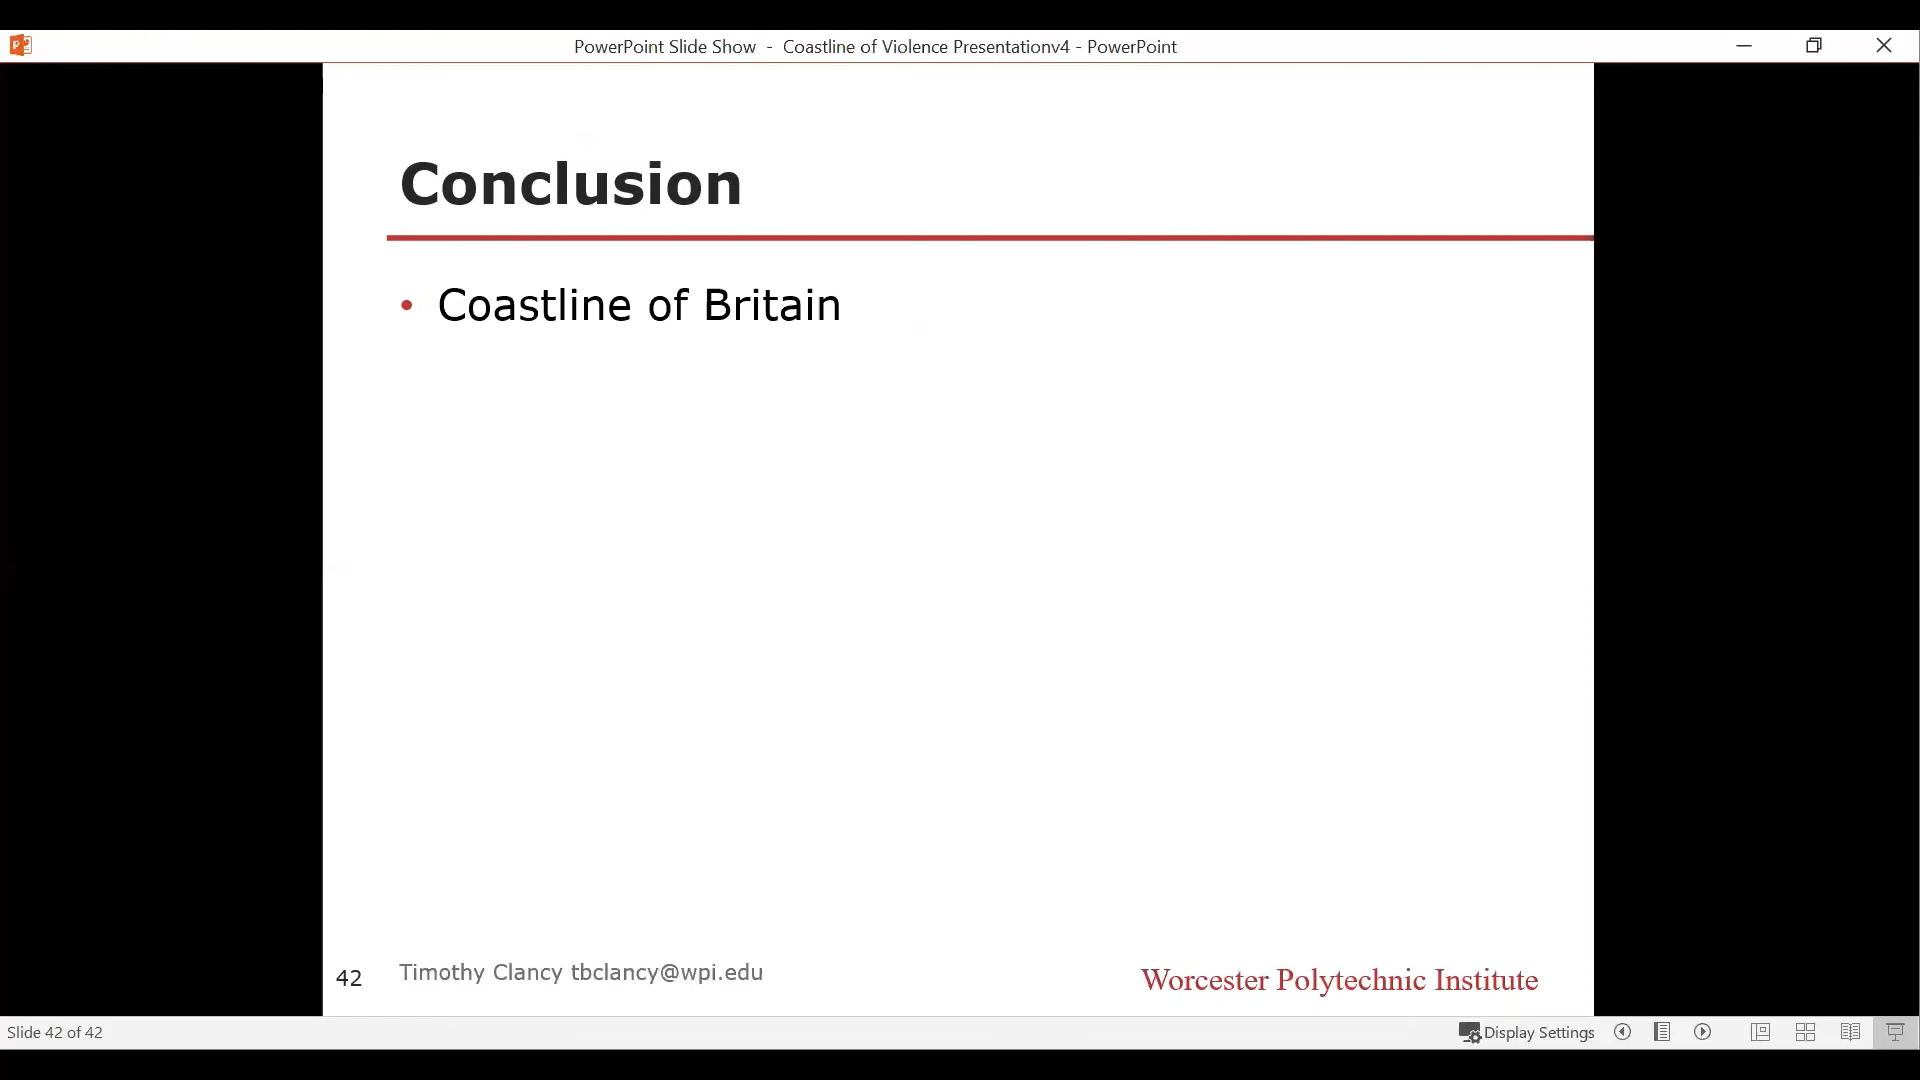 PowerPoint Slide Show - Coastline of Violence Presentationv4 - PowerPoint
Conclusion
• Coastline of Britain
42 Timothy Clancy tbclancy@wpi.edu Worcester Polytechnic Institute
Slide 42 of 42 Display Settings